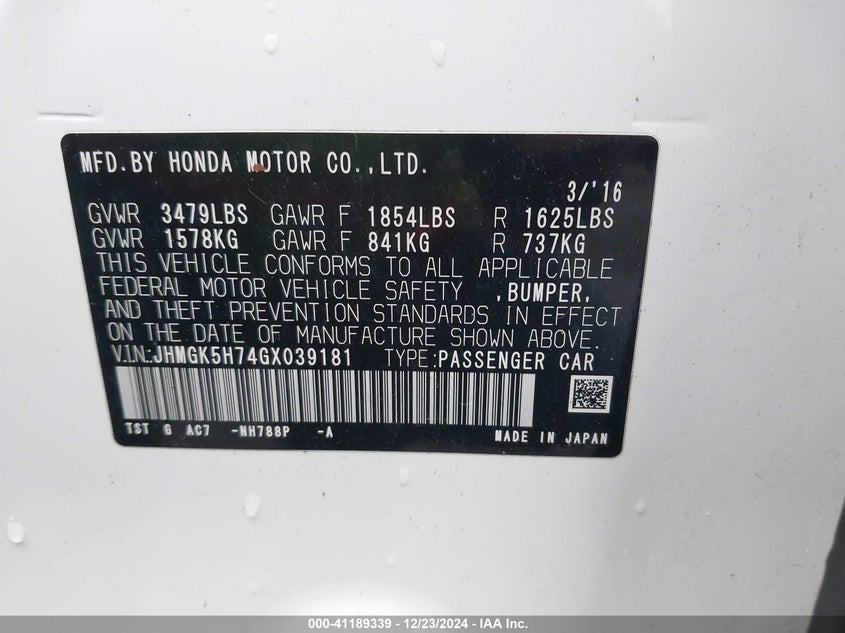 MFD.BY HONDA MOTOR CO.,LTD.
3/'16
GVWR 3479LBS GAWR F 1854LBS R 1625LBS
GVWR 1578KG GAWR F 841KG R 737KG
THIS VEHICLE CONFORMS TO ALL APPLICABLE
FEDERAL MOTOR VEHICLE SAFETY ,BUMPER,
AND THEFT PREVENTION STANDARDS IN EFFECT
ON THE DATE OF MANUFACTURE SHOWN ABOVE.
VIN:JHMGK5H74GX039181 TYPE:PASSENGER CAR
TST G AC7 -NH788P -A MADE IN JAPAN
000-41189339 - 12/23/2024 - IAA Inc.